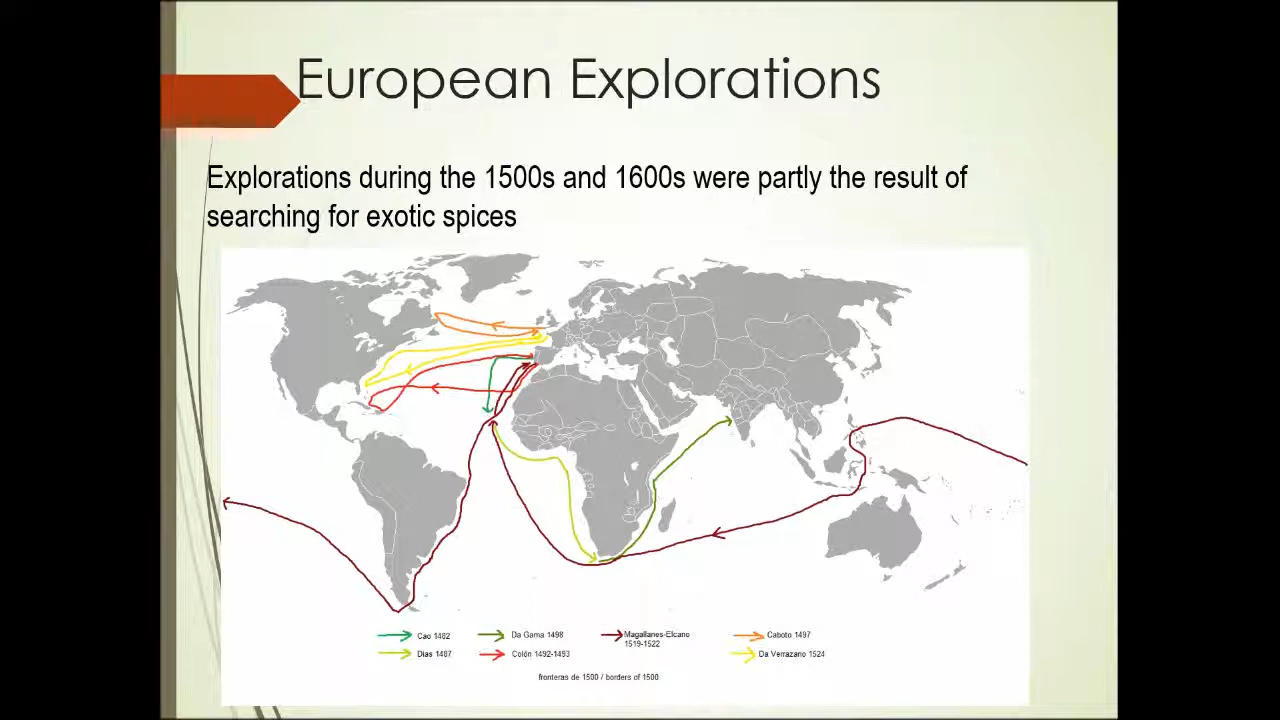 European Explorations
Explorations during the 1500s and 1600s were partly the result of
searching for exotic spices
Cao 1482
Da Gama 1498
Magallanes-Elcano
1519-1522
Caboto 1497
Dias 1487
Colón 1492-1493
Da Verrazano 1524
fronteras de 1500 / borders of 1500